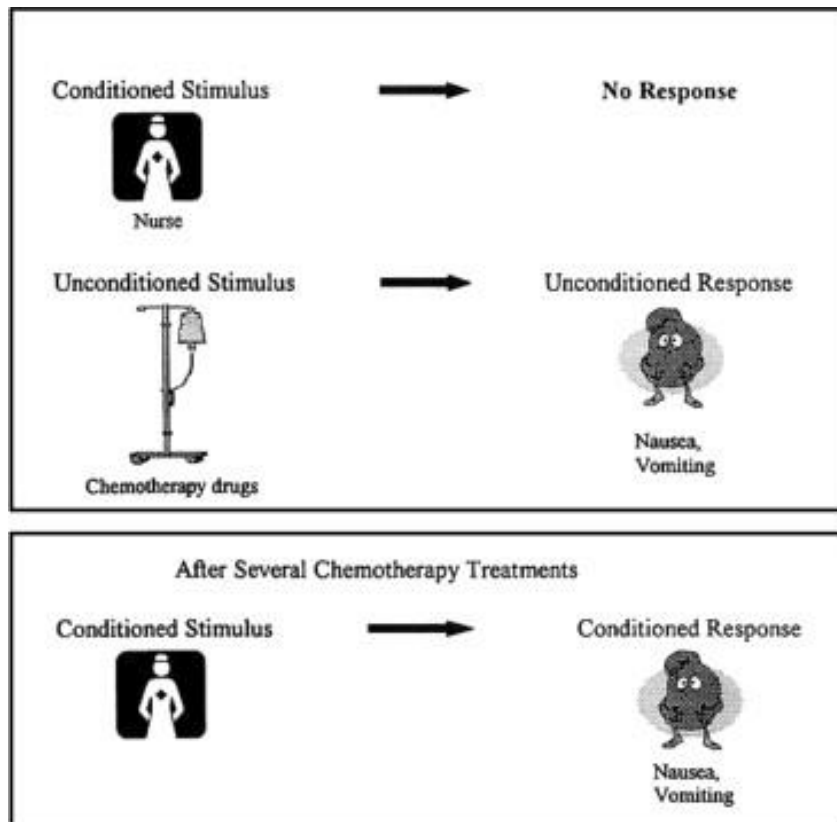 Conditioned Stimulus
No Response
Nurse
Unconditioned Stimulus
Unconditioned Response
Nausea,
Vomiting
Chemotherapy drugs
After Several Chemotherapy Treatments
Conditioned Stimulus
Conditioned Response
Nausea,
Vomiting